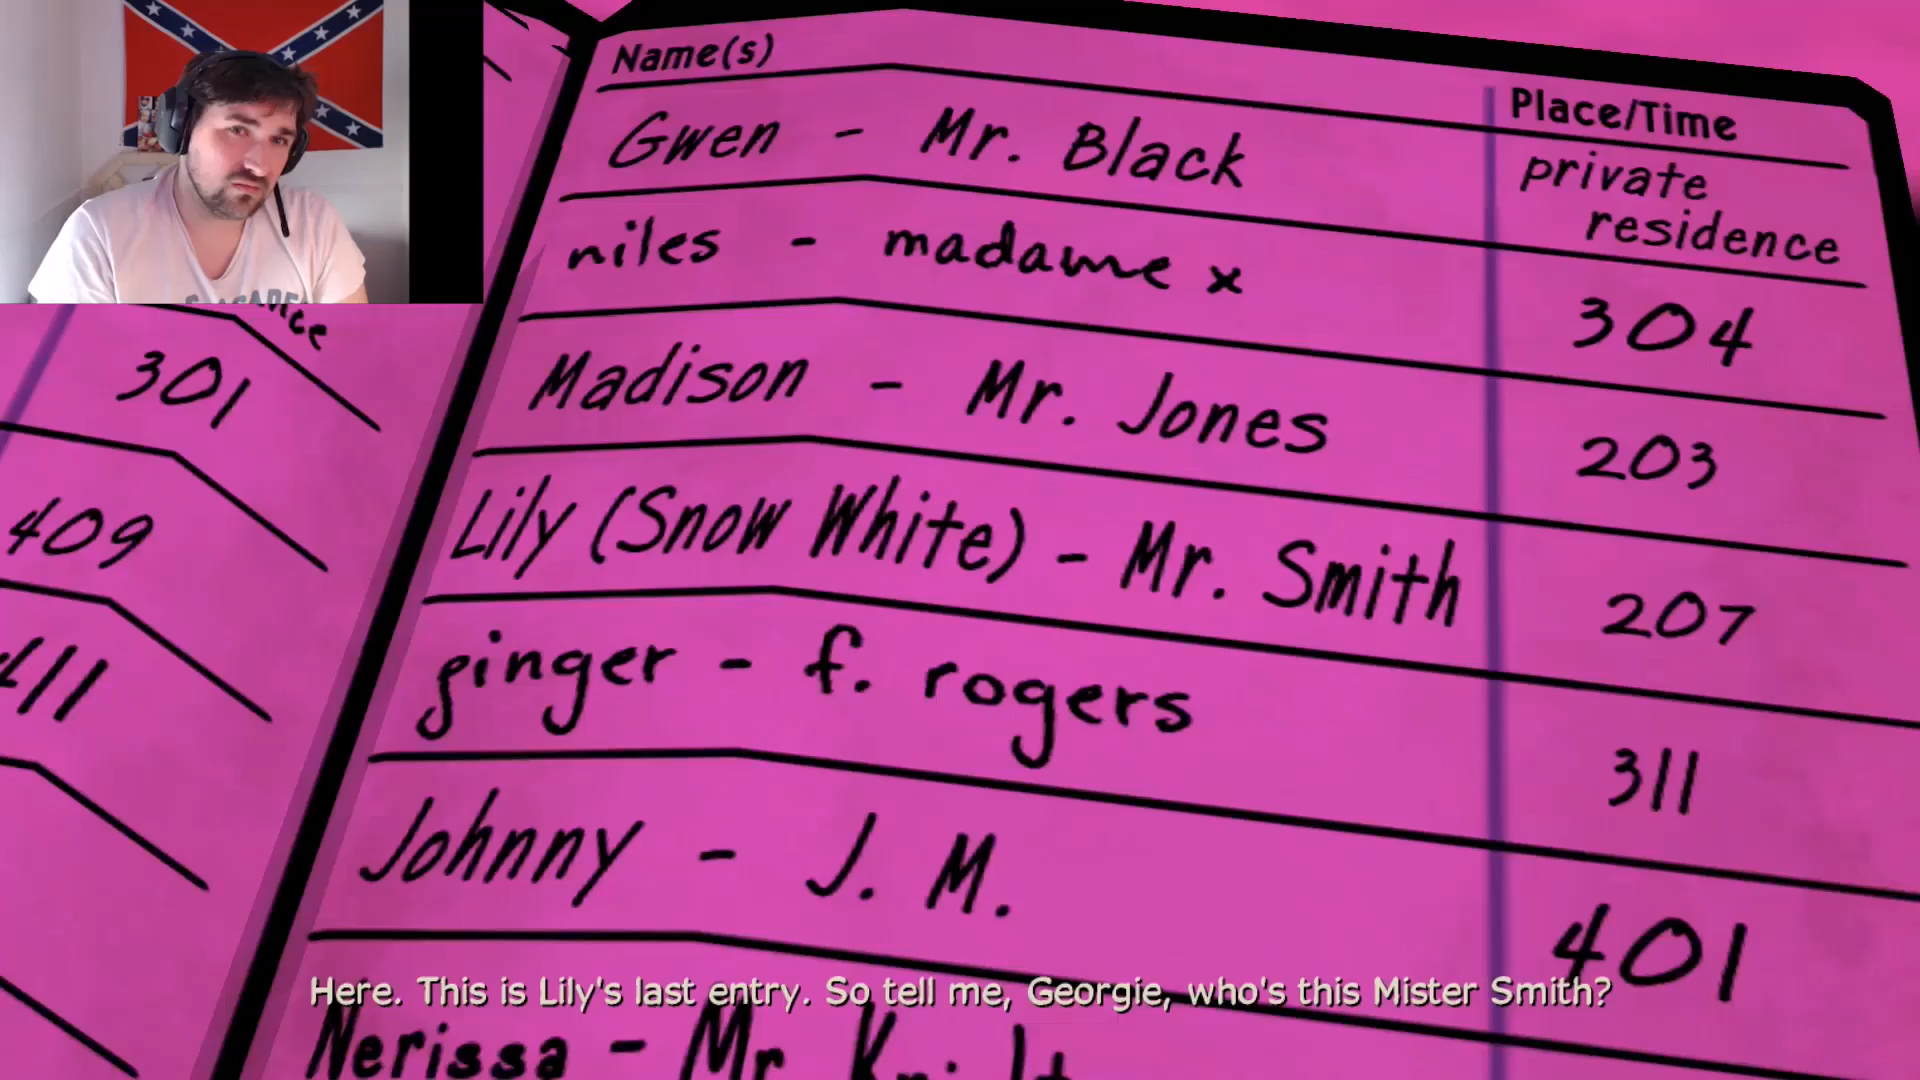 Name(s)
Place/Time
Gwen - Mr. Black
private
residence
niles - madame x
304
Madison - Mr. Jones
203
Lily (Snow White) - Mr. Smith
207
ginger - f. rogers
311
Johnny - J. M.
401
Nerissa - Mr
301
409
411
Here. This is Lily's last entry. So tell me, Georgie, who's this Mister Smith?